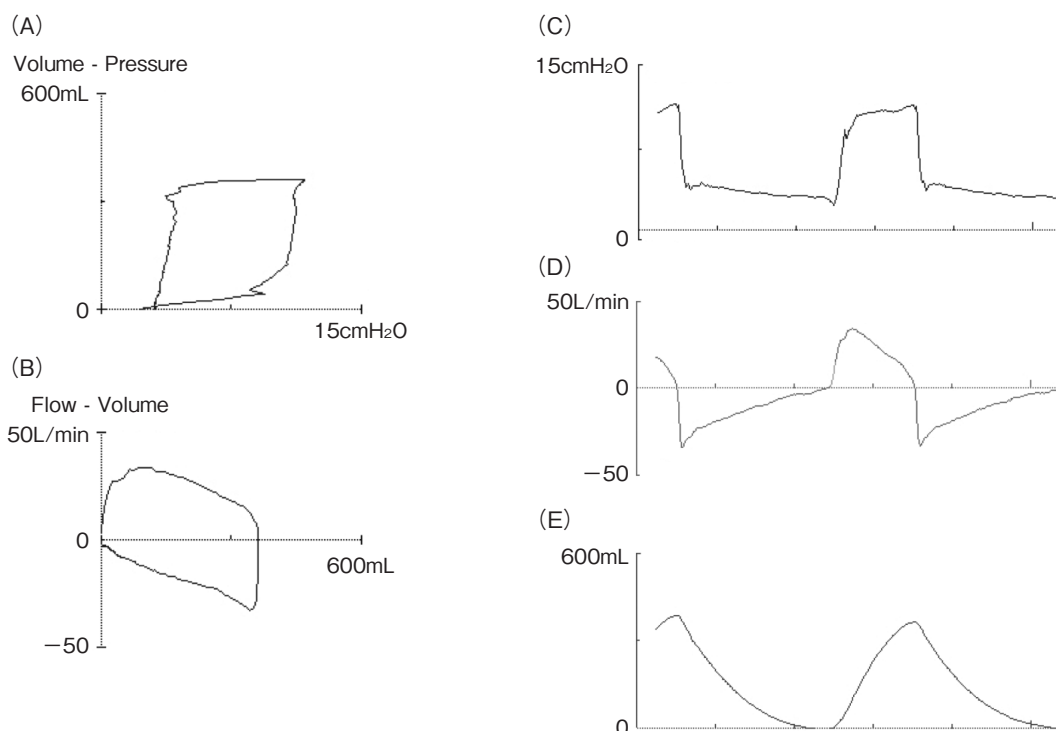 (A)
Volume - Pressure
600mL
0
15cmH₂O
(B)
Flow - Volume
50L/min
0
600mL
−50
(C)
15cmH₂O
0
(D)
50L/min
0
−50
(E)
600mL
0